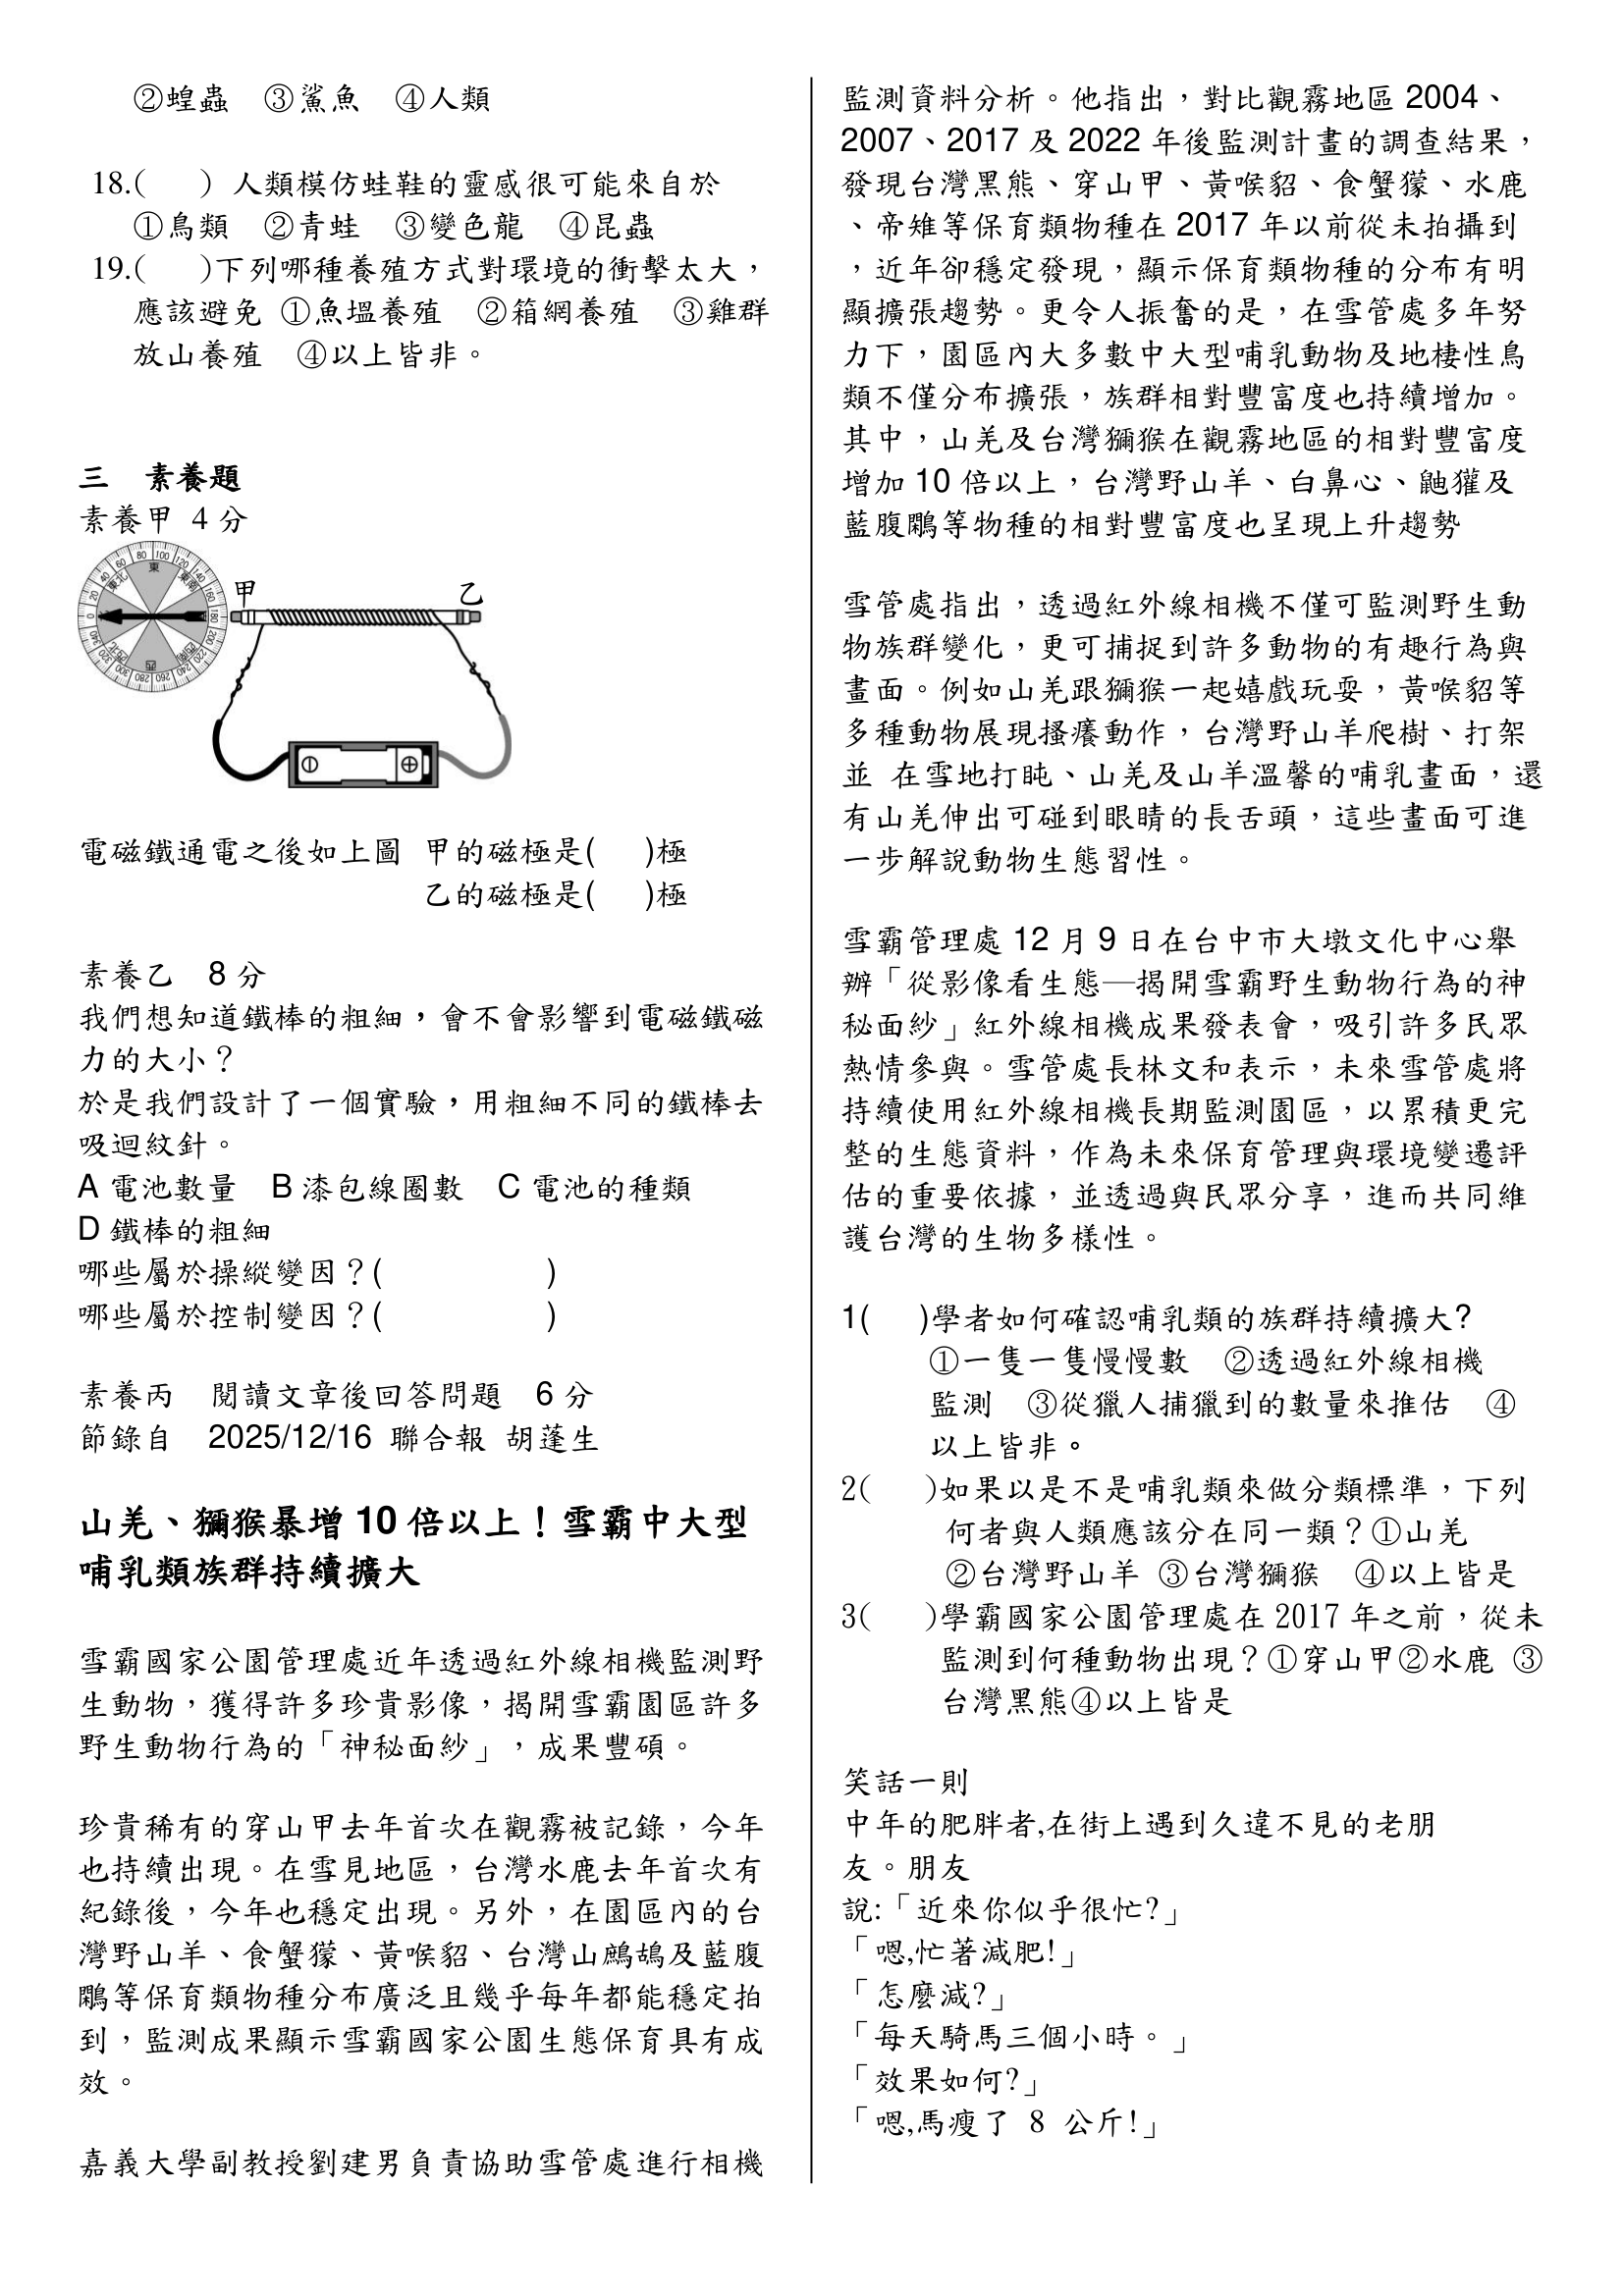 ②蝗蟲　③鯊魚　④人類
18.(　　) 人類模仿蛙鞋的靈感很可能來自於
①鳥類　②青蛙　③變色龍　④昆蟲
19.(　　)下列哪種養殖方式對環境的衝擊太大，
應該避免 ①魚塭養殖　②箱網養殖　③雞群
放山養殖　④以上皆非。
三　素養題
素養甲 4 分
甲
乙
東
東北
東南
西南
西
西北
0 20 40 60 80 100 120 140 160 180 200 220 240 260 280 300 320 340
電磁鐵通電之後如上圖 甲的磁極是(　　)極
乙的磁極是(　　)極
素養乙　8 分
我們想知道鐵棒的粗細，會不會影響到電磁鐵磁
力的大小？
於是我們設計了一個實驗，用粗細不同的鐵棒去
吸迴紋針。
A 電池數量　B 漆包線圈數　C 電池的種類
D 鐵棒的粗細
哪些屬於操縱變因？(　　　　　)
哪些屬於控制變因？(　　　　　)
素養丙　閱讀文章後回答問題　6 分
節錄自　2025/12/16 聯合報 胡蓬生
山羌、獼猴暴增 10 倍以上！雪霸中大型
哺乳類族群持續擴大
雪霸國家公園管理處近年透過紅外線相機監測野
生動物，獲得許多珍貴影像，揭開雪霸園區許多
野生動物行為的「神秘面紗」，成果豐碩。
珍貴稀有的穿山甲去年首次在觀霧被記錄，今年
也持續出現。在雪見地區，台灣水鹿去年首次有
紀錄後，今年也穩定出現。另外，在園區內的台
灣野山羊、食蟹獴、黃喉貂、台灣山鷓鴣及藍腹
鷴等保育類物種分布廣泛且幾乎每年都能穩定拍
到，監測成果顯示雪霸國家公園生態保育具有成
效。
嘉義大學副教授劉建男負責協助雪管處進行相機
監測資料分析。他指出，對比觀霧地區 2004、
2007、2017 及 2022 年後監測計畫的調查結果，
發現台灣黑熊、穿山甲、黃喉貂、食蟹獴、水鹿
、帝雉等保育類物種在 2017 年以前從未拍攝到
，近年卻穩定發現，顯示保育類物種的分布有明
顯擴張趨勢。更令人振奮的是，在雪管處多年努
力下，園區內大多數中大型哺乳動物及地棲性鳥
類不僅分布擴張，族群相對豐富度也持續增加。
其中，山羌及台灣獼猴在觀霧地區的相對豐富度
增加 10 倍以上，台灣野山羊、白鼻心、鼬獾及
藍腹鷴等物種的相對豐富度也呈現上升趨勢
雪管處指出，透過紅外線相機不僅可監測野生動
物族群變化，更可捕捉到許多動物的有趣行為與
畫面。例如山羌跟獼猴一起嬉戲玩耍，黃喉貂等
多種動物展現搔癢動作，台灣野山羊爬樹、打架
並 在雪地打盹、山羌及山羊溫馨的哺乳畫面，還
有山羌伸出可碰到眼睛的長舌頭，這些畫面可進
一步解說動物生態習性。
雪霸管理處 12 月 9 日在台中市大墩文化中心舉
辦「從影像看生態—揭開雪霸野生動物行為的神
秘面紗」紅外線相機成果發表會，吸引許多民眾
熱情參與。雪管處長林文和表示，未來雪管處將
持續使用紅外線相機長期監測園區，以累積更完
整的生態資料，作為未來保育管理與環境變遷評
估的重要依據，並透過與民眾分享，進而共同維
護台灣的生物多樣性。
1(　　)學者如何確認哺乳類的族群持續擴大?
①一隻一隻慢慢數　②透過紅外線相機
監測　③從獵人捕獵到的數量來推估　④
以上皆非。
2(　　)如果以是不是哺乳類來做分類標準，下列
何者與人類應該分在同一類？①山羌
②台灣野山羊 ③台灣獼猴　④以上皆是
3(　　)學霸國家公園管理處在 2017 年之前，從未
監測到何種動物出現？①穿山甲②水鹿 ③
台灣黑熊④以上皆是
笑話一則
中年的肥胖者,在街上遇到久違不見的老朋
友。朋友
說:「近來你似乎很忙?」
「嗯,忙著減肥!」
「怎麼減?」
「每天騎馬三個小時。」
「效果如何?」
「嗯,馬瘦了 8 公斤!」